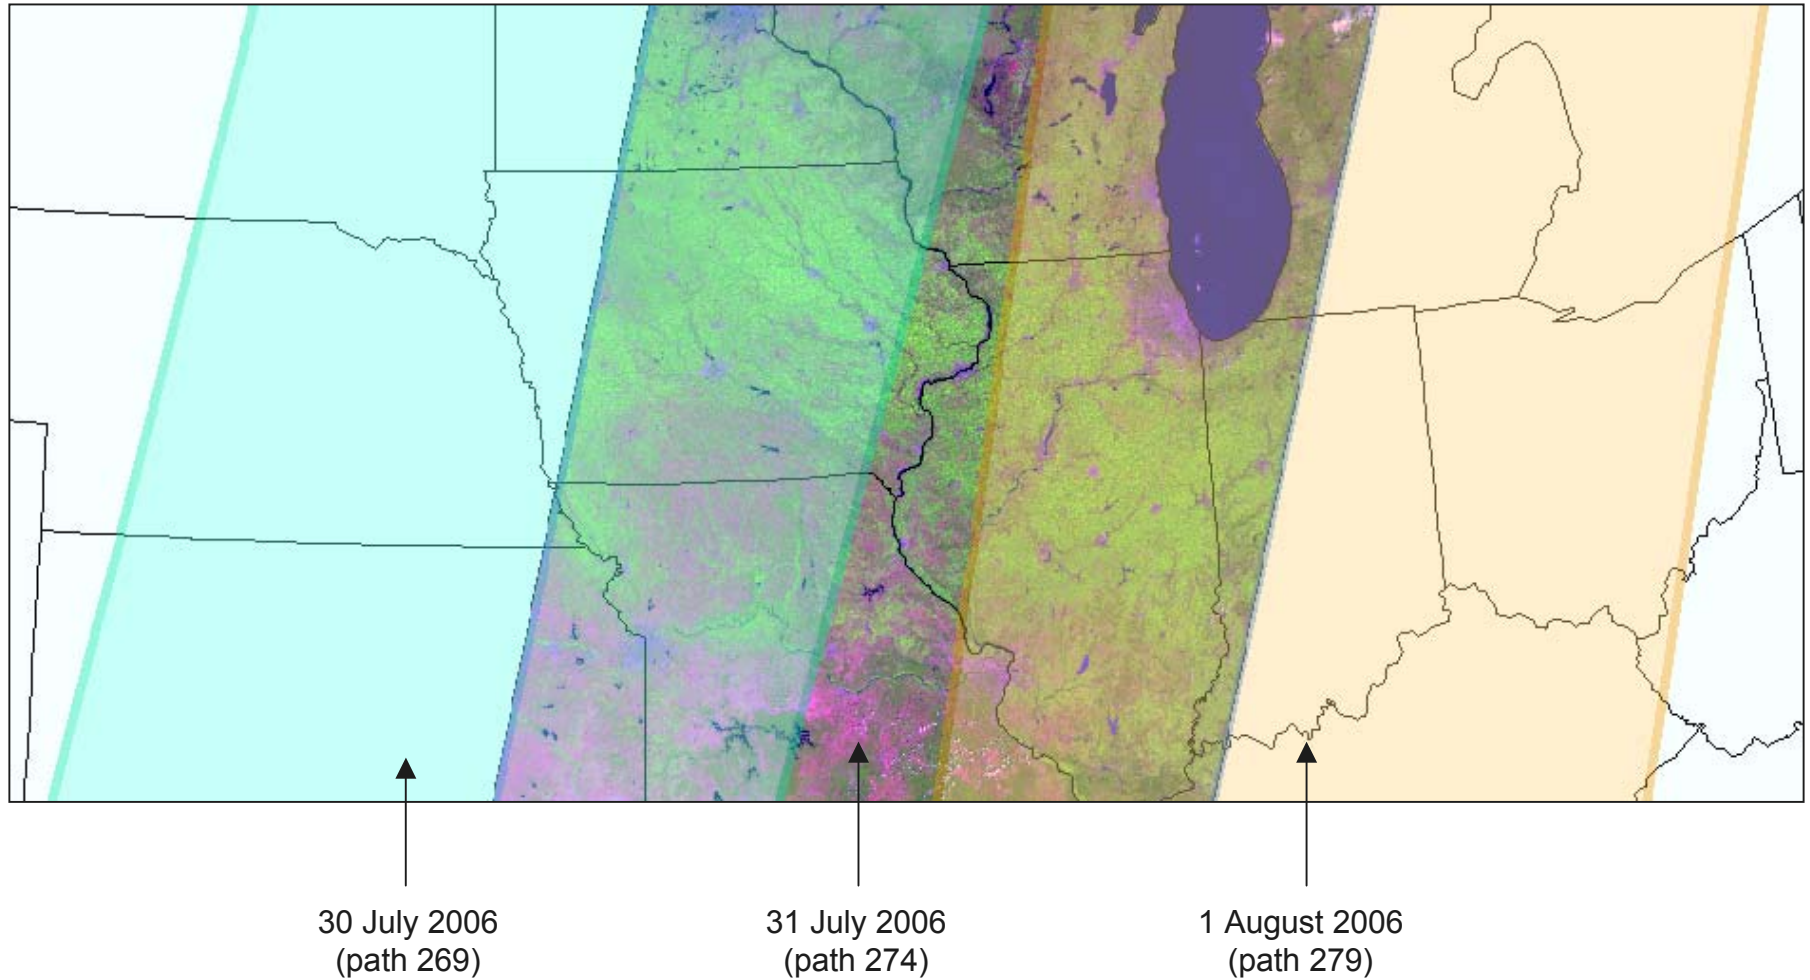 30 July 2006
(path 269)
31 July 2006
(path 274)
1 August 2006
(path 279)